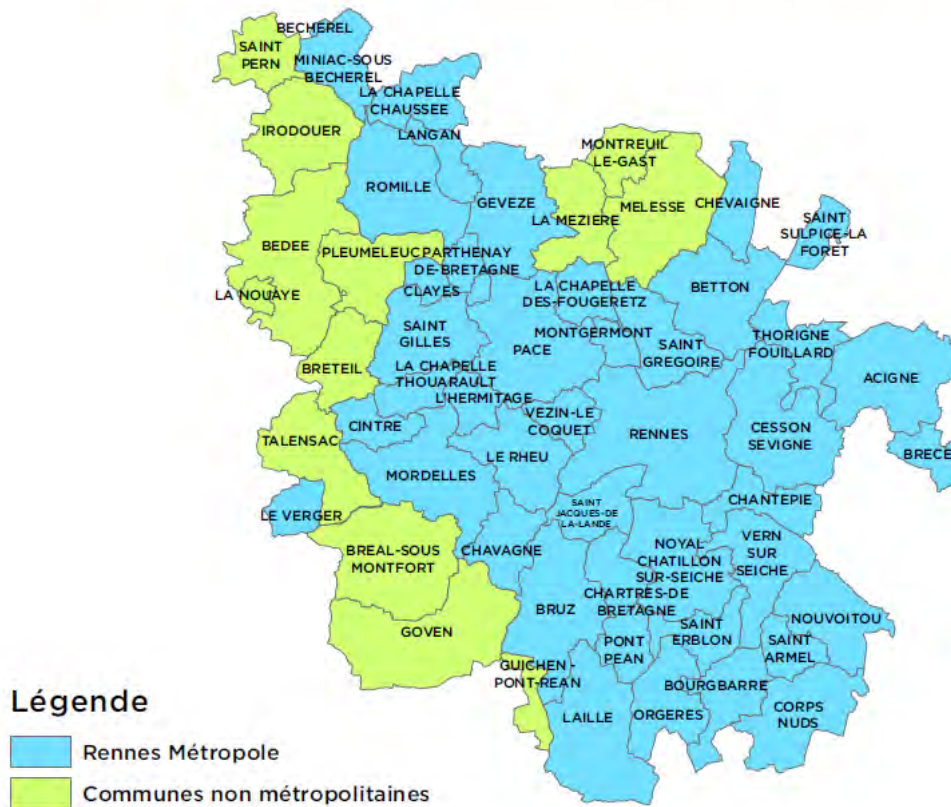 BECHEREL
SAINT
PERN
MINIAC-SOUS
BECHEREL
LA CHAPELLE
CHAUSSEE
IRODOUER
LANGAN
MONTREUIL
LE-GAST
ROMILLE
GEVEZE
LA MEZIERE
MELESSE
CHEVAIGNE
SAINT
SULPICE-LA
FORET
BEDEE
PLEUMELEUC
PARTHENAY
DE-BRETAGNE
LA NOUAYE
CLAYES
LA CHAPELLE
DES-FOUGERETZ
BETTON
SAINT
GILLES
MONTGERMONT
PACE
SAINT
GREGOIRE
THORIGNE
FOUILLARD
BRETEIL
LA CHAPELLE
THOUARAULT
L'HERMITAGE
ACIGNE
CINTRE
VEZIN-LE
COQUET
RENNES
CESSON
SEVIGNE
TALENSAC
LE RHEU
BRECE
MORDELLES
LE VERGER
SAINT
JACQUES-DE
LA-LANDE
CHANTEPIE
BREAL-SOUS
MONTFORT
CHAVAGNE
NOYAL
CHATILLON
SUR-SEICHE
VERN
SUR
SEICHE
BRUZ
CHARTRES-DE
BRETAGNE
GOVEN
SAINT
ERBLON
NOUVOITOU
PONT
PEAN
SAINT
ARMEL
GUICHEN-
PONT-REAN
BOURGBARRE
LAILLE
ORGERES
CORPS
NUDS
Légende
Rennes Métropole
Communes non métropolitaines